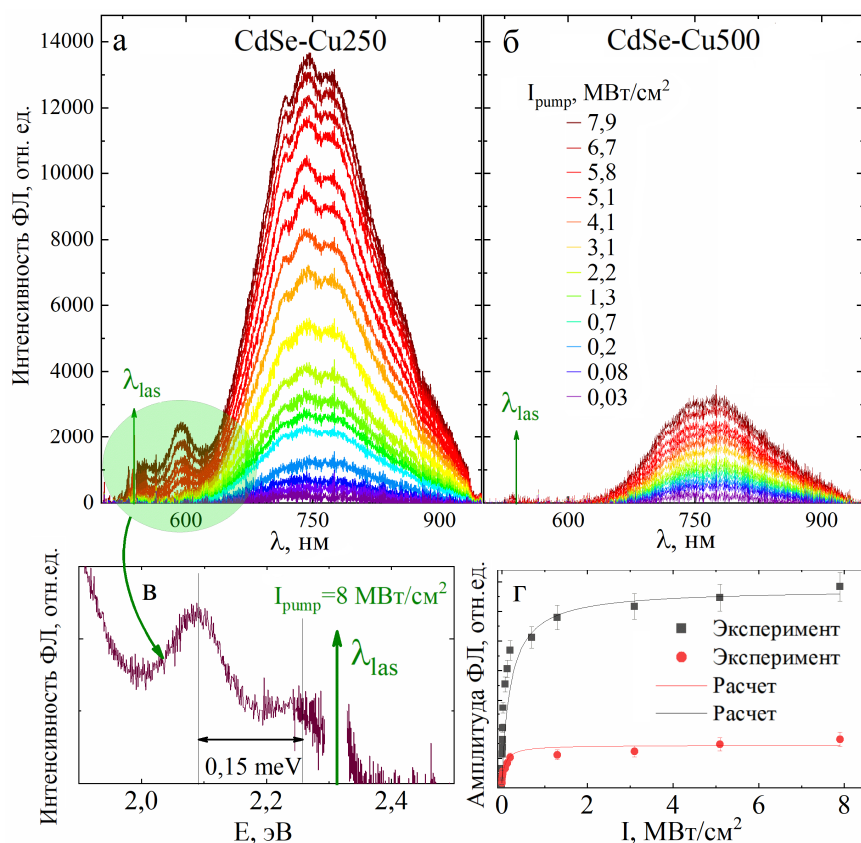 а
CdSe-Cu250
14000
12000
10000
8000
6000
4000
2000
0
Интенсивность ФЛ, отн. ед.
λlas
600
750
900
λ, нм
б
CdSe-Cu500
Ipump, МВт/см²
7,9
6,7
5,8
5,1
4,1
3,1
2,2
1,3
0,7
0,2
0,08
0,03
λlas
600
750
900
λ, нм
в
Ipump=8 МВт/см²
λlas
0,15 meV
Интенсивность ФЛ, отн.ед.
2,0
2,2
2,4
E, эВ
г
Эксперимент
Эксперимент
Расчет
Расчет
Амплитуда ФЛ, отн.ед.
0
2
4
6
8
I, МВт/см²